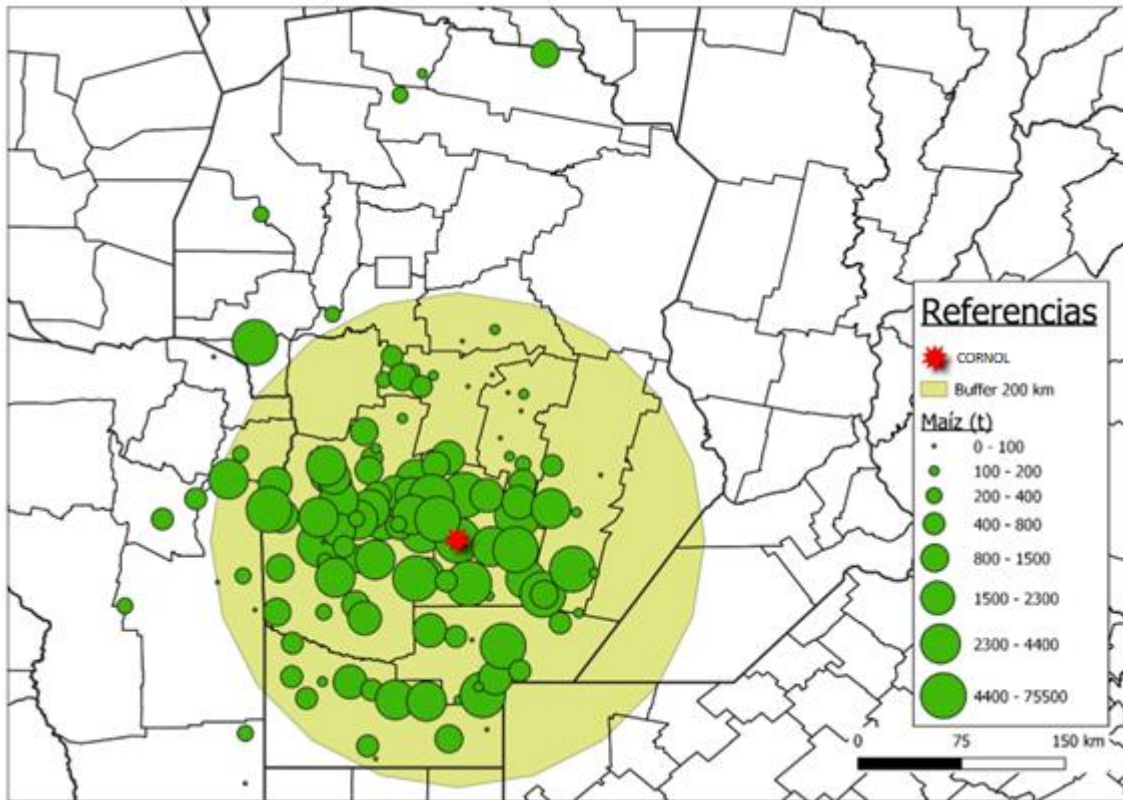 Referencias
CORNOL
Buffer 200 km
Maíz (t)
0 - 100
100 - 200
200 - 400
400 - 800
800 - 1500
1500 - 2300
2300 - 4400
4400 - 75500
0 75 150 km